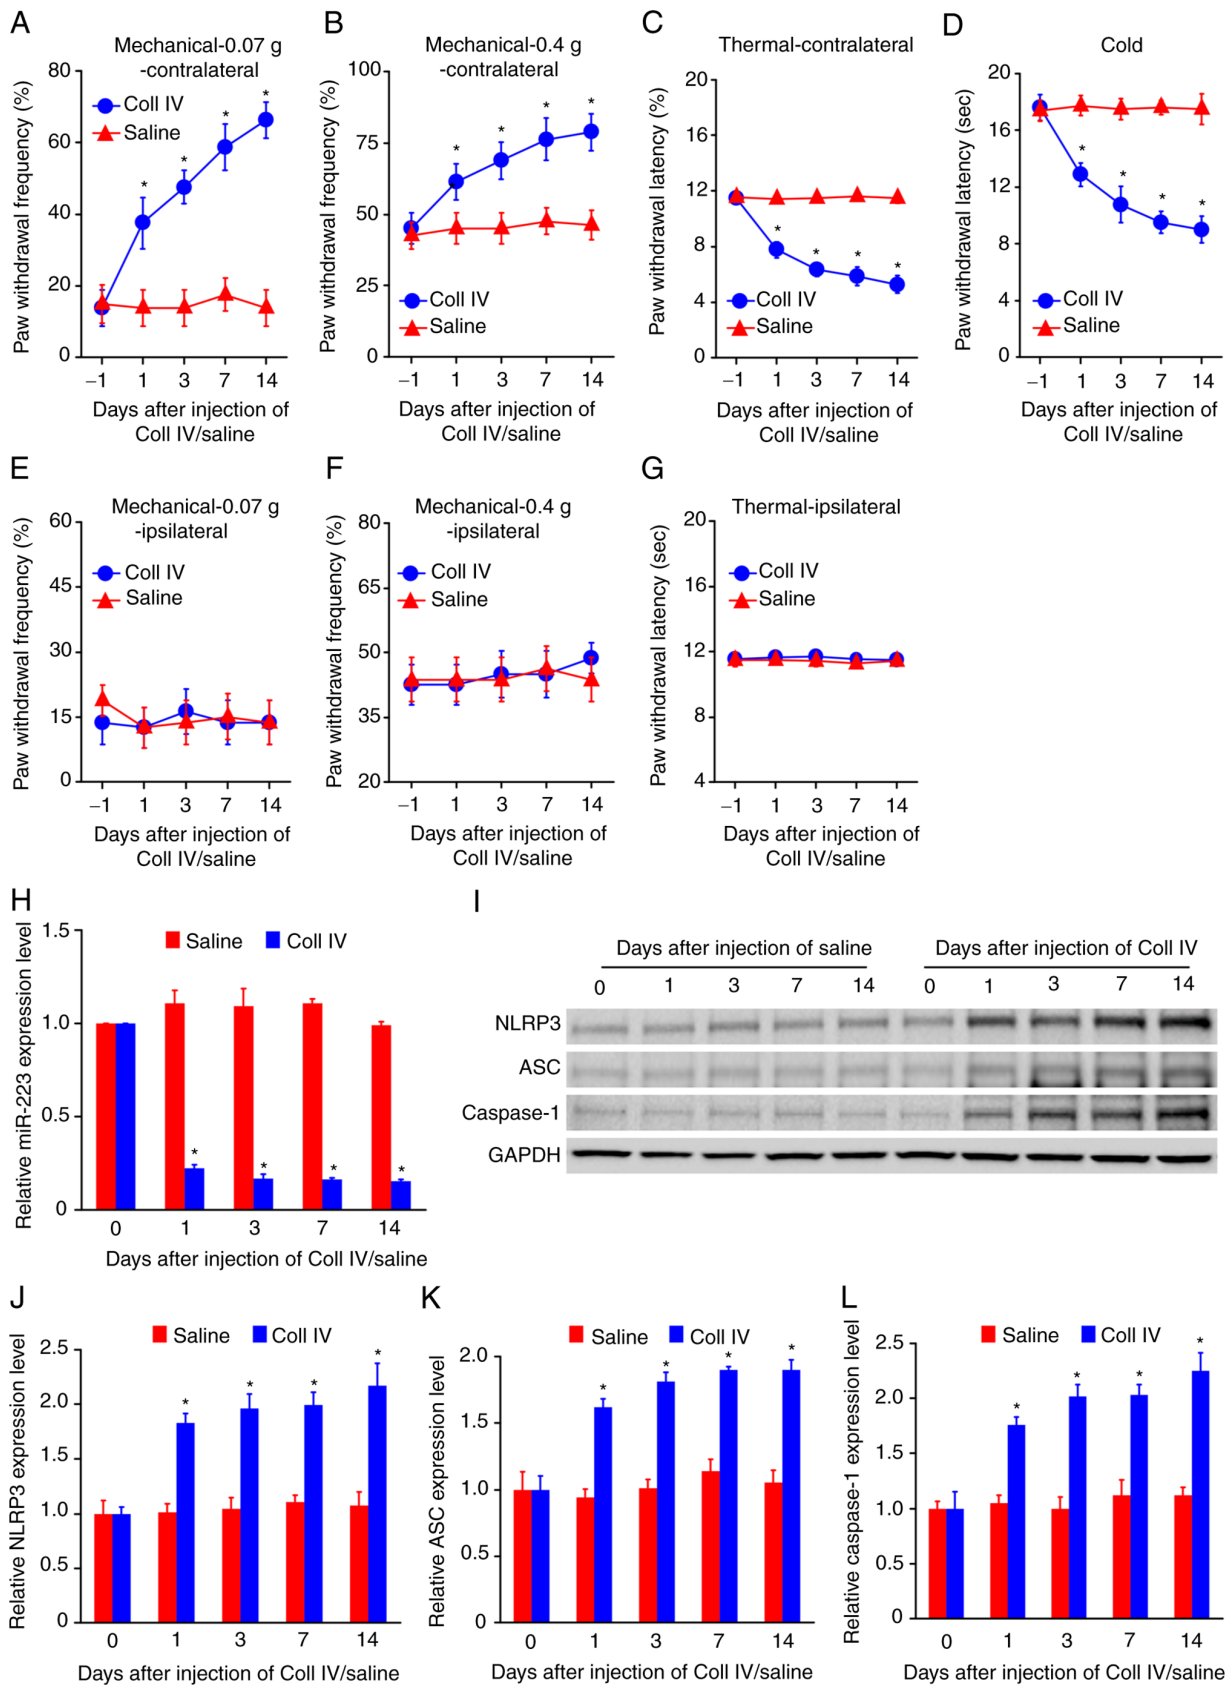 A
Mechanical-0.07 g
-contralateral
Paw withdrawal frequency (%)
80
60
40
20
0
Coll IV
Saline
*
*
*
*
–1 1 3 7 14
Days after injection of
Coll IV/saline
B
Mechanical-0.4 g
-contralateral
Paw withdrawal frequency (%)
100
75
50
25
0
*
*
*
*
Coll IV
Saline
–1 1 3 7 14
Days after injection of
Coll IV/saline
C
Thermal-contralateral
Paw withdrawal latency (%)
20
16
12
8
4
0
*
*
*
*
Coll IV
Saline
–1 1 3 7 14
Days after injection of
Coll IV/saline
D
Cold
Paw withdrawal latency (sec)
20
16
12
8
4
0
*
*
*
*
Coll IV
Saline
–1 1 3 7 14
Days after injection of
Coll IV/saline
E
Mechanical-0.07 g
-ipsilateral
Paw withdrawal frequency (%)
60
45
30
15
0
Coll IV
Saline
–1 1 3 7 14
Days after injection of
Coll IV/saline
F
Mechanical-0.4 g
-ipsilateral
Paw withdrawal frequency (%)
80
65
50
35
20
Coll IV
Saline
–1 1 3 7 14
Days after injection of
Coll IV/saline
G
Thermal-ipsilateral
Paw withdrawal latency (sec)
20
16
12
8
4
Coll IV
Saline
–1 1 3 7 14
Days after injection of
Coll IV/saline
H
Relative miR-223 expression level
1.5
1.0
0.5
0
Saline Coll IV
* * * *
0 1 3 7 14
Days after injection of Coll IV/saline
I
Days after injection of saline Days after injection of Coll IV
0 1 3 7 14 0 1 3 7 14
NLRP3
ASC
Caspase-1
GAPDH
J
Relative NLRP3 expression level
2.5
2.0
1.5
1.0
0.5
0
Saline Coll IV
* * * *
0 1 3 7 14
Days after injection of Coll IV/saline
K
Relative ASC expression level
2.0
1.5
1.0
0.5
0
Saline Coll IV
* * * *
0 1 3 7 14
Days after injection of Coll IV/saline
L
Relative caspase-1 expression level
2.5
2.0
1.5
1.0
0.5
0
Saline Coll IV
* * * *
0 1 3 7 14
Days after injection of Coll IV/saline